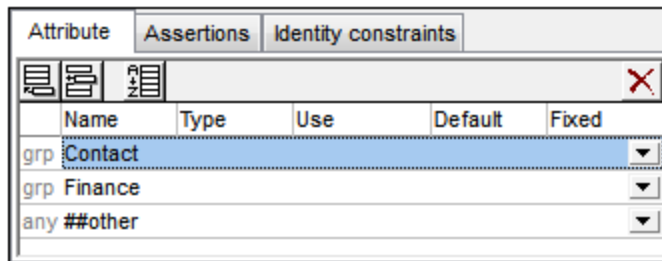 Attribute Assertions Identity constraints
A Z
Name Type Use Default Fixed
grp Contact
grp Finance
any ##other